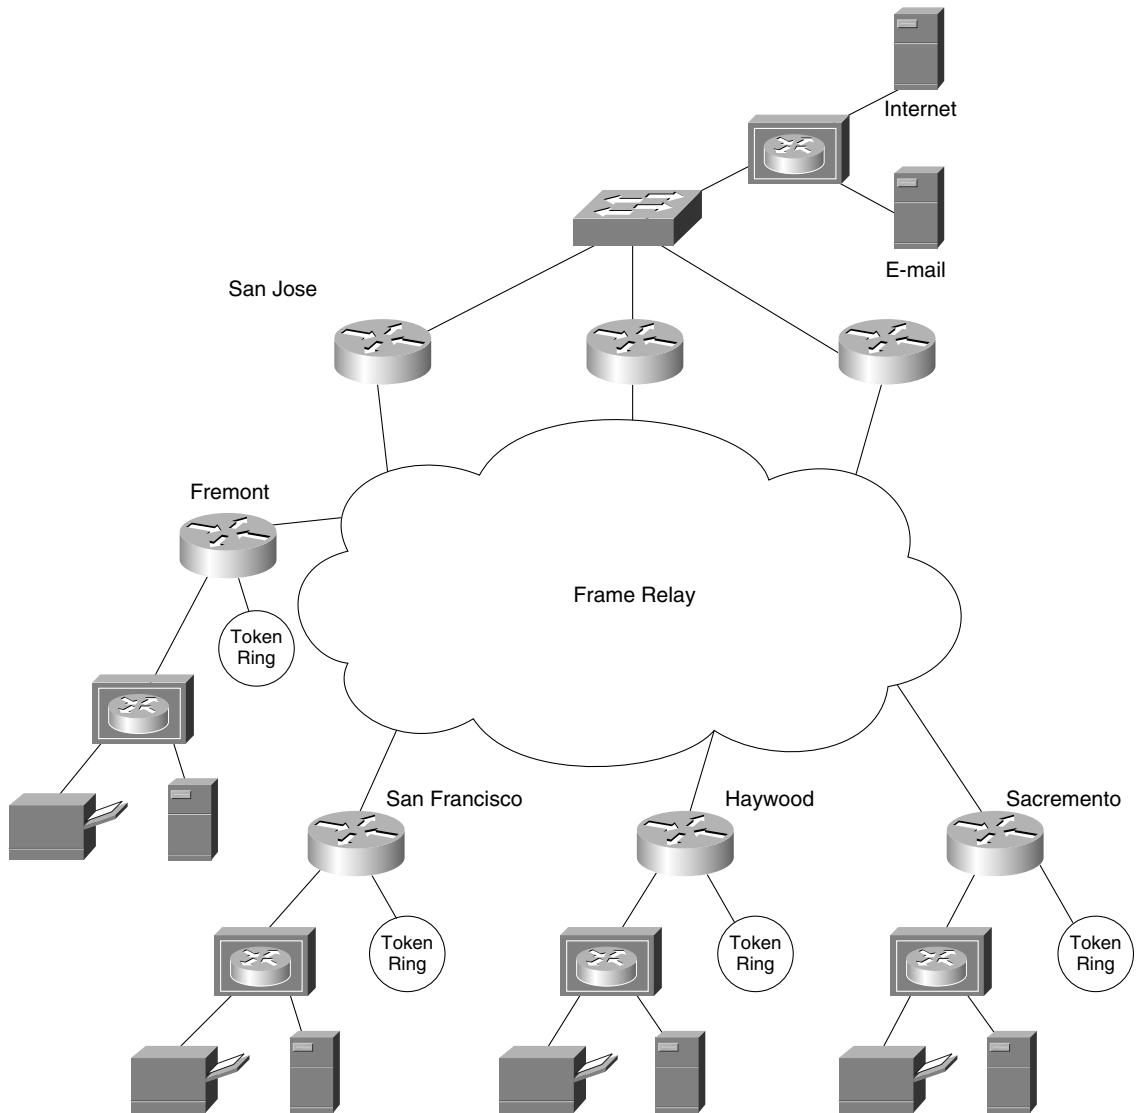 Internet
E-mail
San Jose
Fremont
Frame Relay
Token
Ring
San Francisco
Haywood
Sacremento
Token
Ring
Token
Ring
Token
Ring